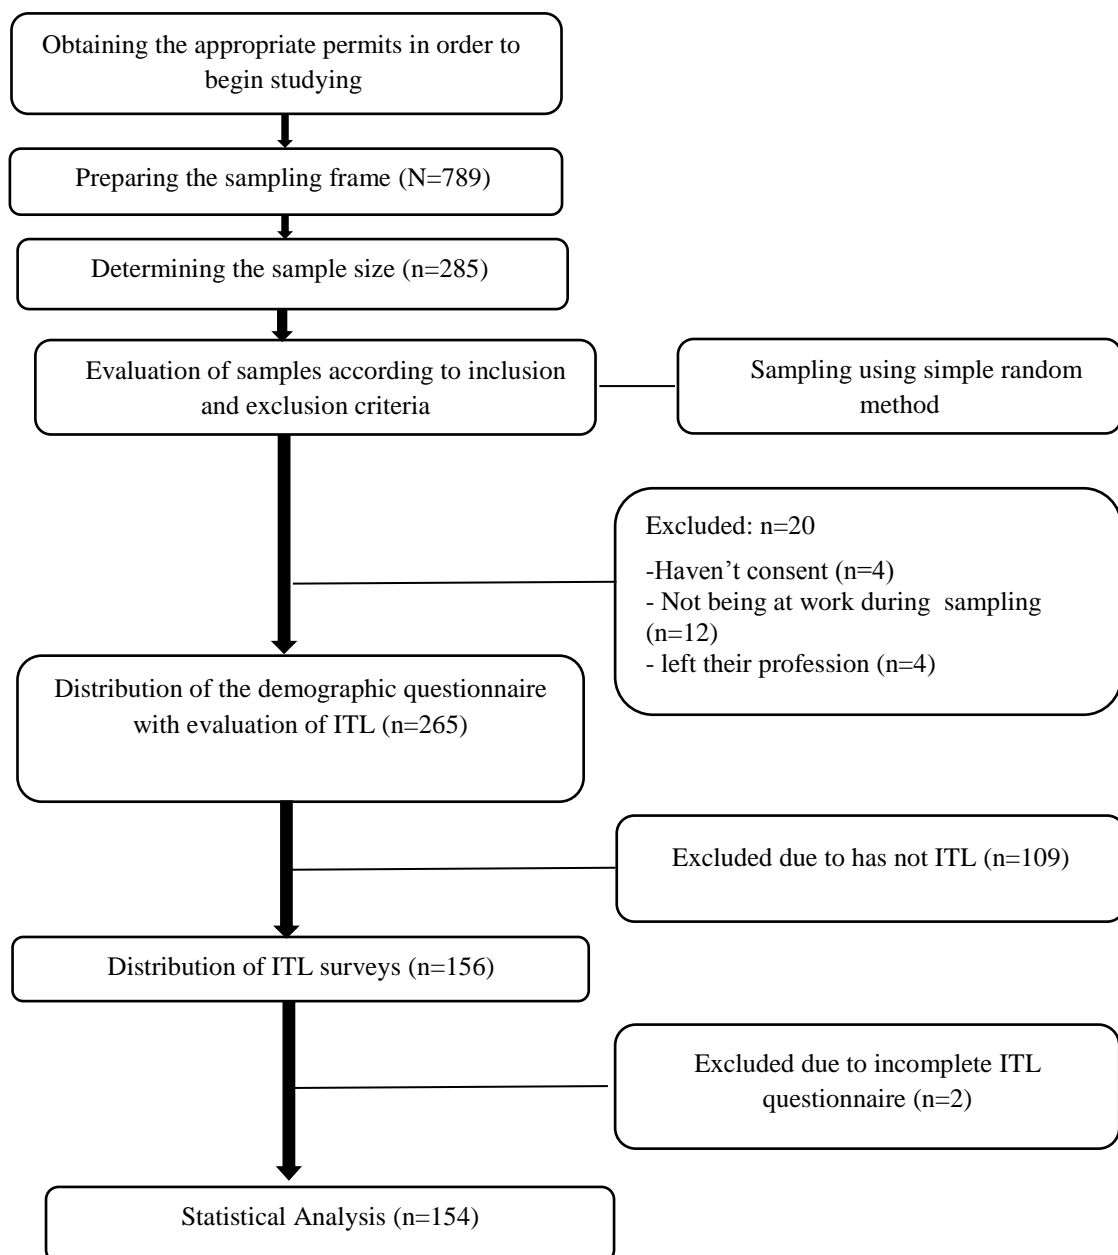 Obtaining the appropriate permits in order to
begin studying
Preparing the sampling frame (N=789)
Determining the sample size (n=285)
Evaluation of samples according to inclusion
and exclusion criteria
Sampling using simple random
method
Excluded: n=20
-Haven’t consent (n=4)
- Not being at work during  sampling
(n=12)
- left their profession (n=4)
Distribution of the demographic questionnaire
with evaluation of ITL (n=265)
Excluded due to has not ITL (n=109)
Distribution of ITL surveys (n=156)
Excluded due to incomplete ITL
questionnaire (n=2)
Statistical Analysis (n=154)